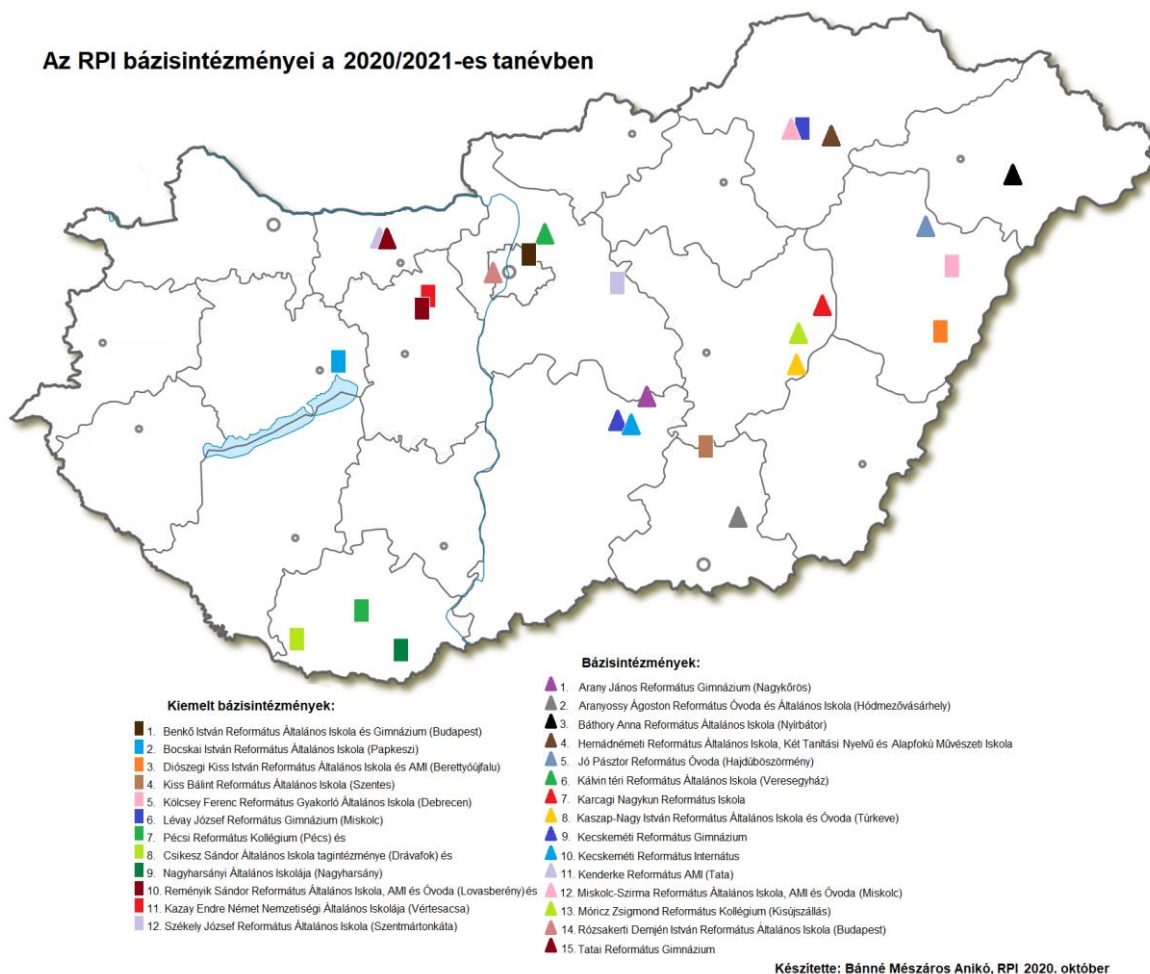 Az RPI bázisintézményei a 2020/2021-es tanévben
Kiemelt bázisintézmények:
1. Benkő István Református Általános Iskola és Gimnázium (Budapest)
2. Bocskai István Református Általános Iskola (Papkeszi)
3. Diószegi Kiss István Református Általános Iskola és AMI (Berettyóújfalu)
4. Kiss Bálint Református Általános Iskola (Szentes)
5. Kölcsey Ferenc Református Gyakorló Általános Iskola (Debrecen)
6. Lévay József Református Gimnázium (Miskolc)
7. Pécsi Református Kollégium (Pécs) és
8. Csikesz Sándor Általános Iskola tagintézménye (Drávafok) és
9. Nagyharsányi Általános Iskolája (Nagyharsány)
10. Reményik Sándor Református Általános Iskola, AMI és Óvoda (Lovasberény) és
11. Kazay Endre Német Nemzetiségi Általános Iskolája (Vértesacsa)
12. Székely József Református Általános Iskola (Szentmártonkáta)
Bázisintézmények:
1. Arany János Református Gimnázium (Nagykőrös)
2. Aranyossy Ágoston Református Óvoda és Általános Iskola (Hódmezővásárhely)
3. Báthory Anna Református Általános Iskola (Nyírbátor)
4. Hernádnémeti Református Általános Iskola, Két Tanítási Nyelvű és Alapfokú Művészeti Iskola
5. Jó Pásztor Református Óvoda (Hajdúböszörmény)
6. Kálvin téri Református Általános Iskola (Veresegyház)
7. Karcagi Nagykun Református Iskola
8. Kaszap-Nagy István Református Általános Iskola és Óvoda (Túrkeve)
9. Kecskeméti Református Gimnázium
10. Kecskeméti Református Internátus
11. Kenderke Református AMI (Tata)
12. Miskolc-Szirma Református Általános Iskola, AMI és Óvoda (Miskolc)
13. Móricz Zsigmond Református Kollégium (Kisújszállás)
14. Rózsakerti Demjén István Református Általános Iskola (Budapest)
15. Tatai Református Gimnázium
Készítette: Bánné Mészáros Anikó, RPI 2020. október